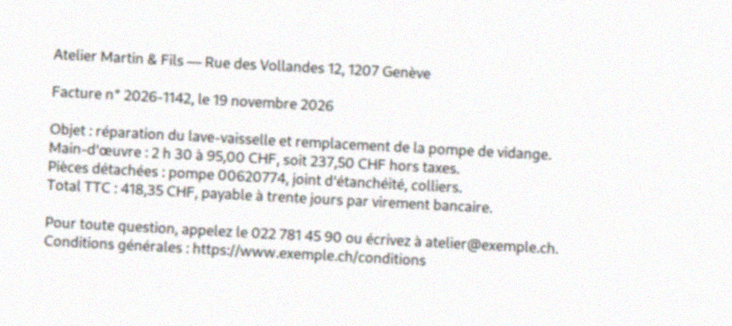 Atelier Martin & Fils — Rue des Vollandes 12, 1207 Genève
Facture n° 2026-1142, le 19 novembre 2026
Objet : réparation du lave-vaisselle et remplacement de la pompe de vidange.
Main-d'œuvre : 2 h 30 à 95,00 CHF, soit 237,50 CHF hors taxes.
Pièces détachées : pompe 00620774, joint d'étanchéité, colliers.
Total TTC : 418,35 CHF, payable à trente jours par virement bancaire.
Pour toute question, appelez le 022 781 45 90 ou écrivez à atelier@exemple.ch.
Conditions générales : https://www.exemple.ch/conditions